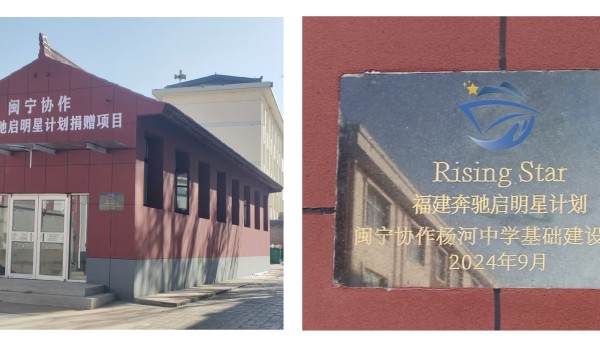 闽宁协作
驰启明星计划捐赠项目
Rising Star
福建奔驰启明星计划
闽宁协作杨河中学基础建设
2024年9月